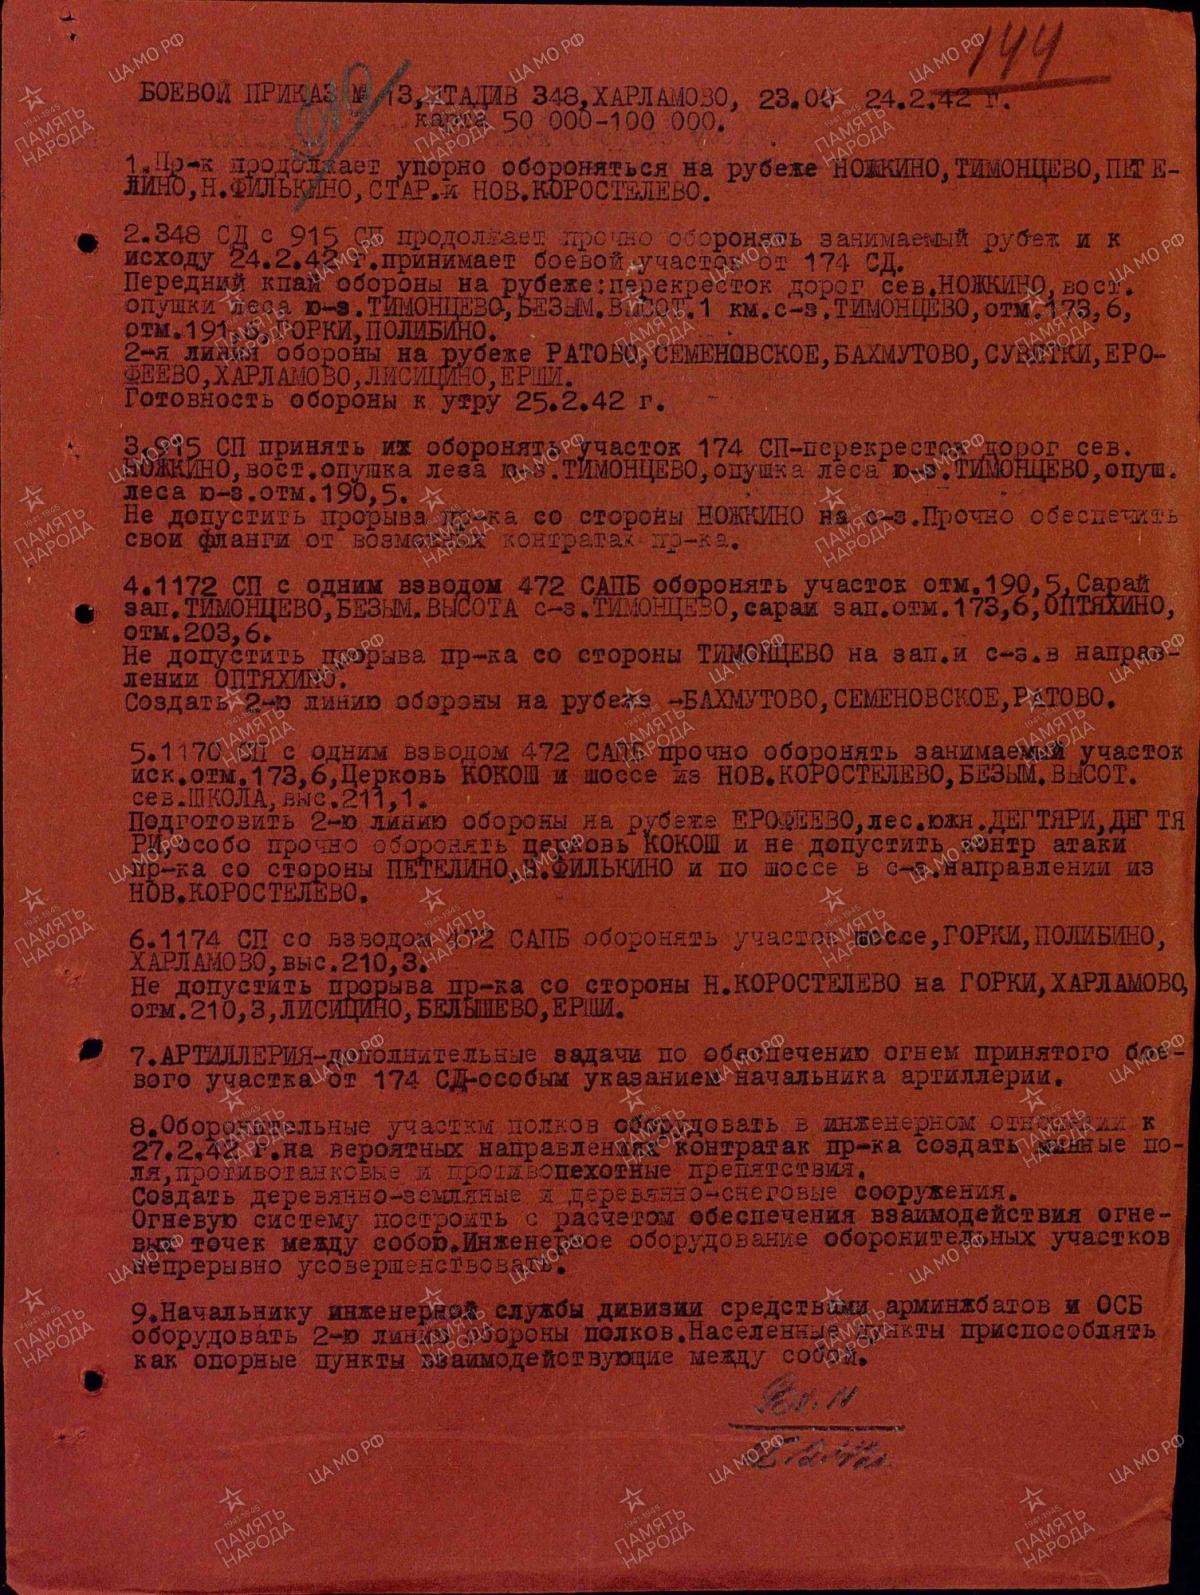 144
БОЕВОЙ ПРИКАЗ № 13, ШТАДИВ 348, ХАРЛАМОВО, 23.00 24.2.42 г.
карта 50 000-100 000.
1.Пр-к продолжает упорно обороняться на рубеже НОЖКИНО, ТИМОНЦЕВО, ПЕТЕ-
ЛИНО, Н.ФИЛЬКИНО, СТАР.и НОВ.КОРОСТЕЛЕВО.
2.348 СД с 915 СП продолжает прочно оборонять занимаемый рубеж и к
исходу 24.2.42 г.принимает боевой участок от 174 СД.
Передний кпай обороны на рубеже:перекресток дорог сев.НОЖКИНО, вост.
опушки леса ю-з.ТИМОНЦЕВО, БЕЗЫМ.ВЫСОТ.1 км.с-з.ТИМОНЦЕВО, отм.173,6,
отм.191,6, ГОРКИ, ПОЛИБИНО.
2-я линия обороны на рубеже РАТОВО, СЕМЕНОВСКОЕ, БАХМУТОВО, СУВИТКИ, ЕРО-
ФЕЕВО, ХАРЛАМОВО, ЛИСИЦИНО, ЕРШИ.
Готовность обороны к утру 25.2.42 г.
3.915 СП принять их оборонять участок 174 СП-перекресток дорог сев.
НОЖКИНО, вост.опушка леза ю-з.ТИМОНЦЕВО, опушка леса ю-з.ТИМОНЦЕВО, опуш.
леса ю-з.отм.190,5.
Не допустить прорыва пр-ка со стороны НОЖКИНО на с-з.Прочно обеспечить
свои фланги от возможных контратак пр-ка.
4.1172 СП с одним взводом 472 САПБ оборонять участок отм.190,5, Сарай
зап.ТИМОНЦЕВО, БЕЗЫМ.ВЫСОТА с-з.ТИМОНЦЕВО, сараи зап.отм.173,6, ОПТЯХИНО,
отм.203,6.
Не допустить прорыва пр-ка со стороны ТИМОНЦЕВО на зап.и с-з.в направ-
лении ОПТЯХИНО.
Создать 2-ю линию обороны на рубеже -БАХМУТОВО, СЕМЕНОВСКОЕ, РАТОВО.
5.1170 СП с одним взводом 472 САПБ прочно оборонять занимаемый участок
иск.отм.173,6, Церковь КОКОШ и шоссе из НОВ.КОРОСТЕЛЕВО, БЕЗЫМ.ВЫСОТ.
сев.ШКОЛА, выс.211,1.
Подготовить 2-ю линию обороны на рубеже ЕРОФЕЕВО, лес.южн.ДЕГТЯРИ, ДЕГТЯ
РИ, особо прочно оборонять церковь КОКОШ и не допустить контр атаки
пр-ка со стороны ПЕТЕЛИНО, Н.ФИЛЬКИНО и по шоссе в с-з.направлении из
НОВ.КОРОСТЕЛЕВО.
6.1174 СП со взводом 472 САПБ оборонять участок шоссе, ГОРКИ, ПОЛИБИНО,
ХАРЛАМОВО, выс.210,3.
Не допустить прорыва пр-ка со стороны Н.КОРОСТЕЛЕВО на ГОРКИ, ХАРЛАМОВО,
отм.210,3, ЛИСИЦИНО, БЕЛЫШЕВО, ЕРШИ.
7.АРТИЛЛЕРИЯ-дополнительные задачи по обеспечению огнем принятого бое-
вого участка от 174 СД-особым указанием начальника артиллерии.
8.Оборонительные участкм полков оборудовать в инженерном отношении к
27.2.42 г.на вероятных направлениях контратак пр-ка создать минные по-
ля, противотанковые и противопехотные препятствия.
Создать деревянно-земляные и деревянно-снеговые сооружения.
Огневую систему построить с расчетом обеспечения взаимодействия огне-
вых точек между собою.Инженерное оборудование оборонительных участков
непрерывно усовершенствовать.
9.Начальнику инженерной службы дивизии средствами арминжбатов и ОСБ
оборудовать 2-ю линию обороны полков.Населенные пункты приспособлять
как опорные пункты взаимодействующие между собой.